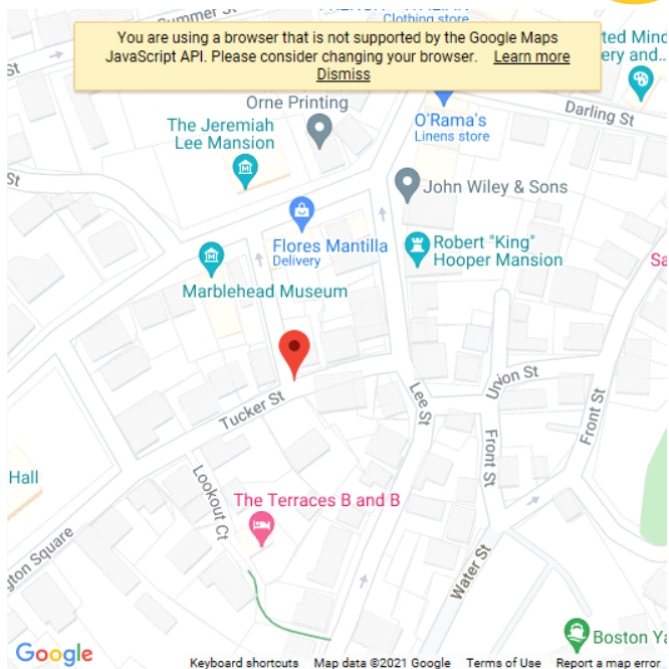 Summer St
Clothing store
You are using a browser that is not supported by the Google Maps
JavaScript API. Please consider changing your browser. Learn more
Dismiss
ted Mind
ery and...
St
Orne Printing
O'Rama's
Linens store
Darling St
The Jeremiah
Lee Mansion
St
John Wiley & Sons
Flores Mantilla
Delivery
Robert "King"
Hooper Mansion
Sa
Marblehead Museum
Tucker St
Lee St
Union St
Front St
Front St
Hall
Lookout Ct
The Terraces B and B
gton Square
Water St
Boston Ya
Google
Keyboard shortcuts Map data ©2021 Google Terms of Use Report a map error